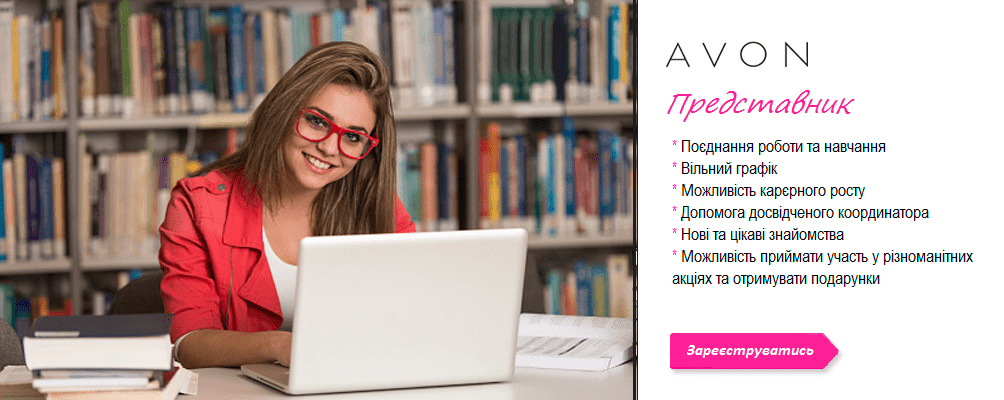 AVON
Представник
* Поєднання роботи та навчання
* Вільний графік
* Можливість карєрного росту
* Допомога досвідченого координатора
* Нові та цікаві знайомства
* Можливість приймати участь у різноманітних
акціях та отримувати подарунки
Зареєструватись